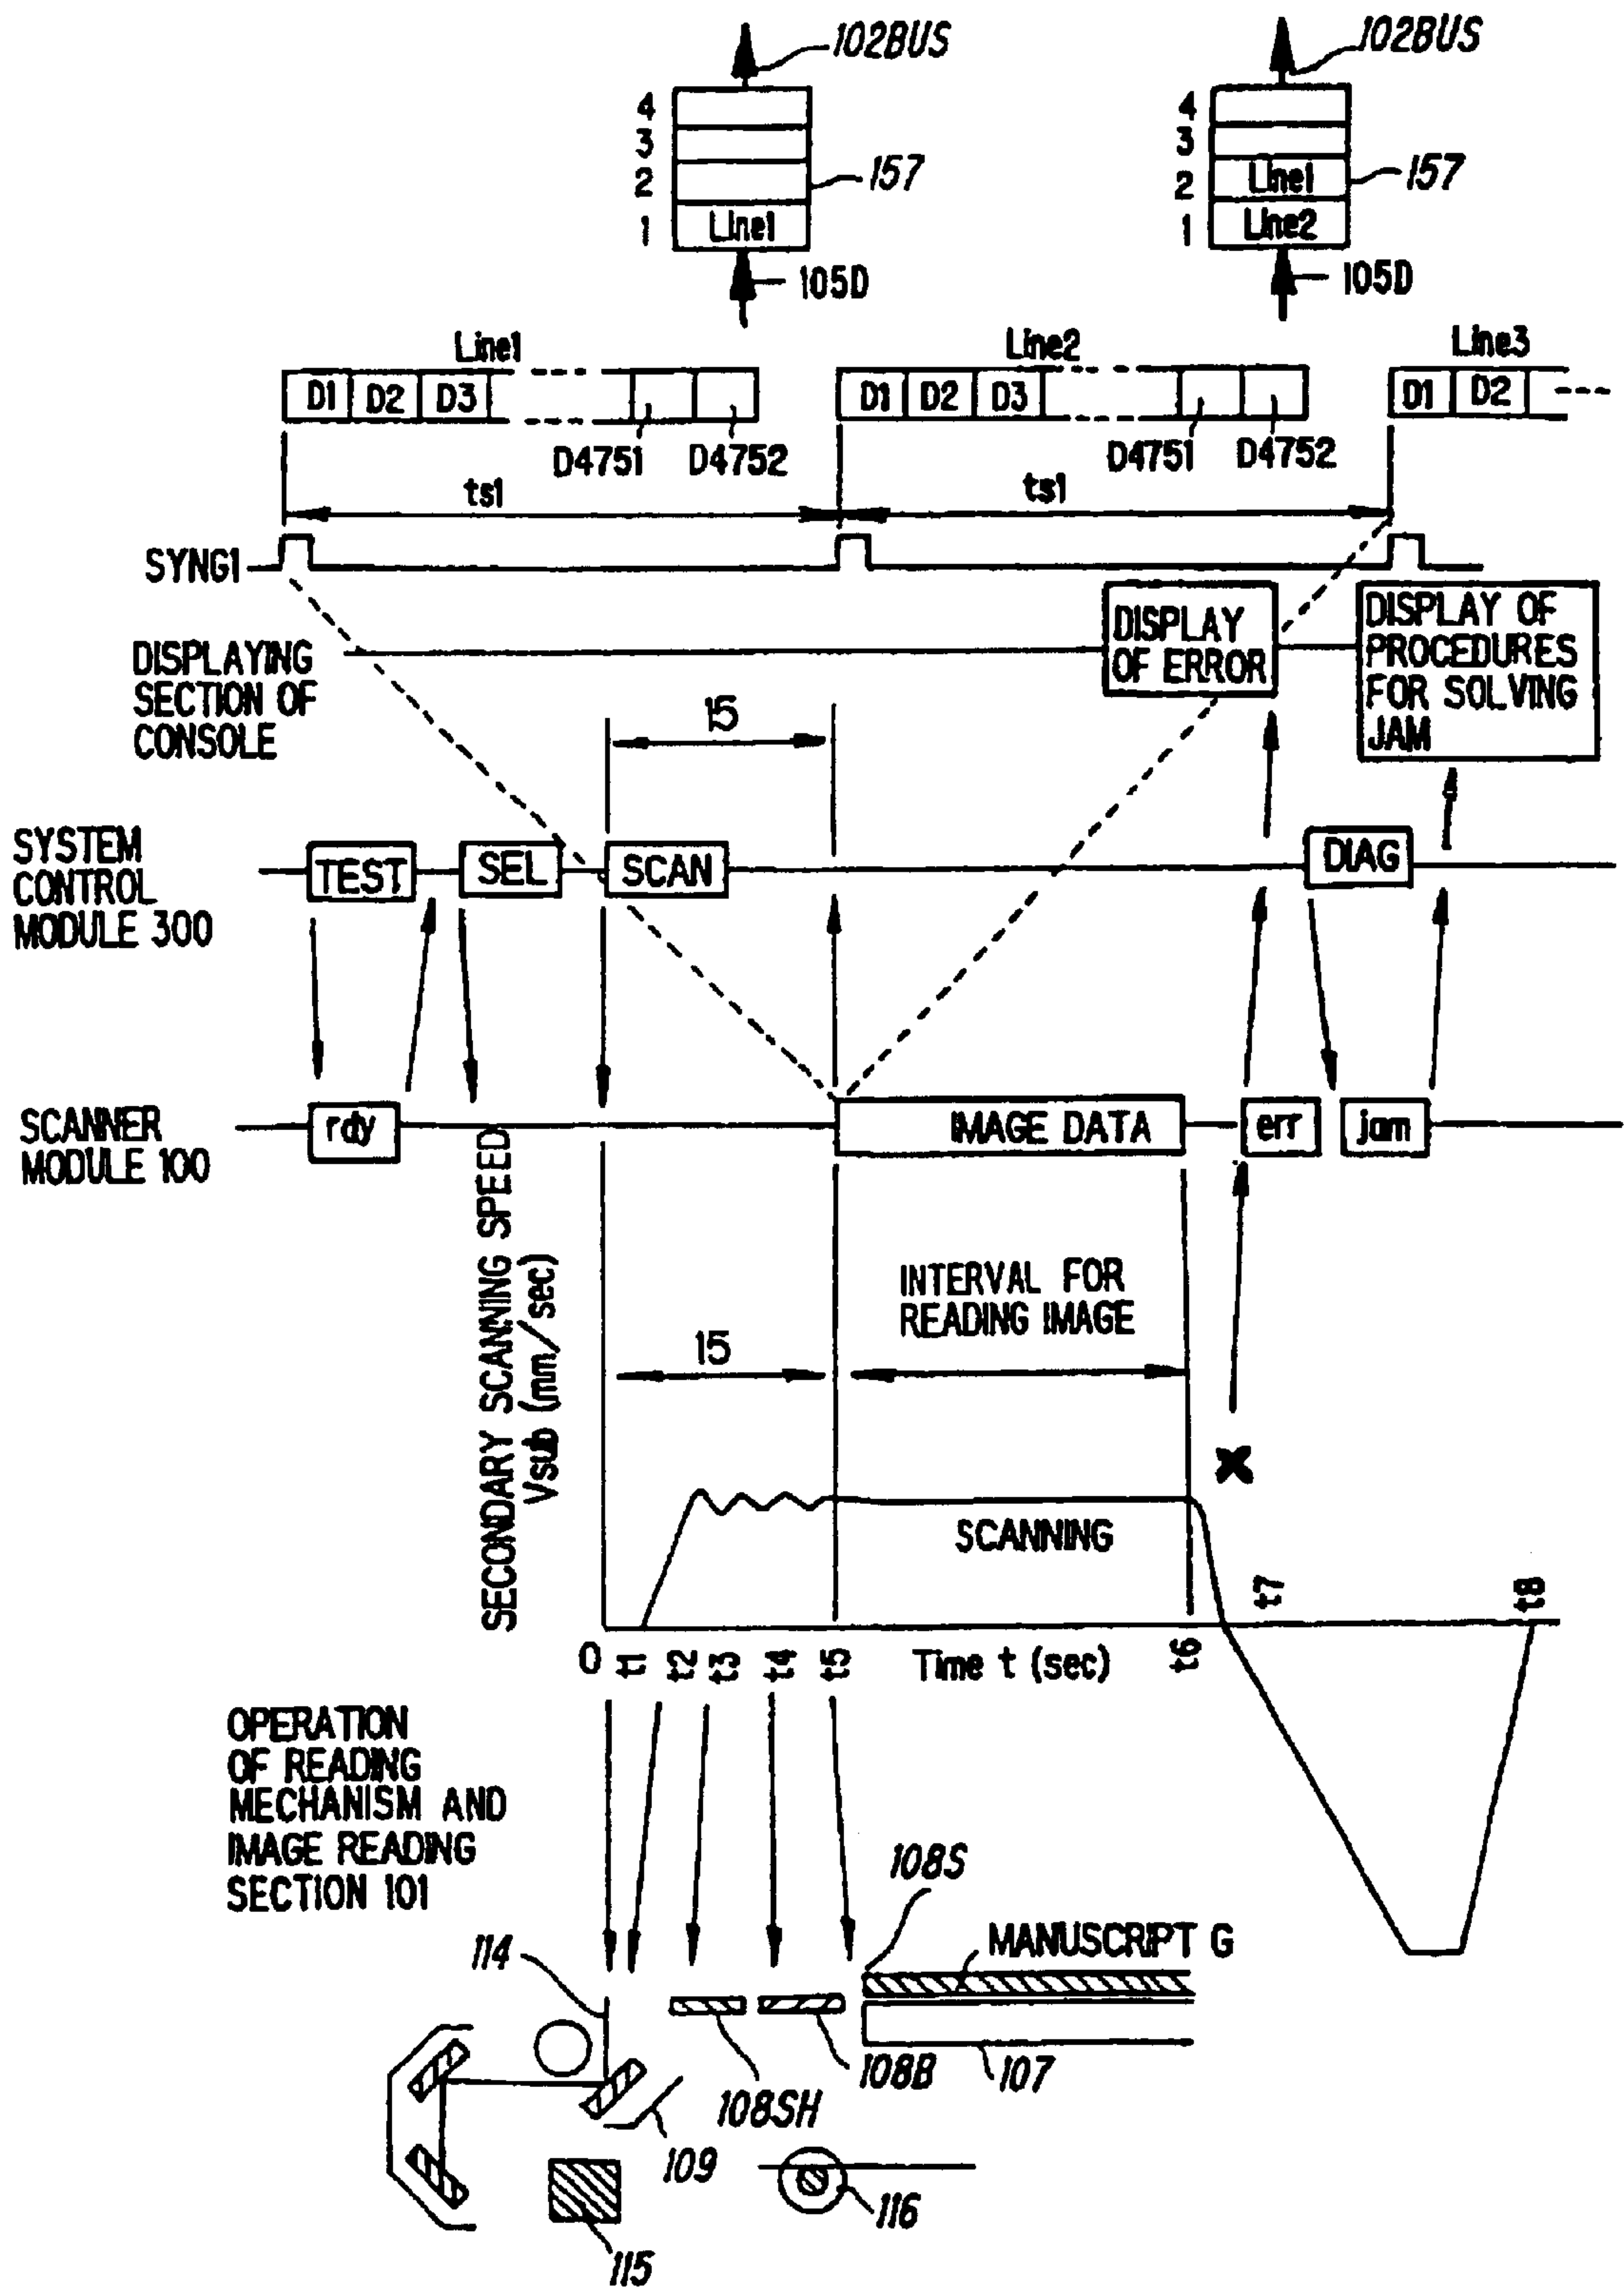 102BUS
102BUS
4
3
2
1
Line1
157
105D
4
3
2
1
Line1
Line2
157
105D
Line1
Line2
Line3
D1 D2 D3
D4751 D4752
D1 D2 D3
D4751 D4752
D1 D2
ts1
ts1
SYNG1
DISPLAYING
SECTION OF
CONSOLE
DISPLAY
OF ERROR
DISPLAY OF
PROCEDURES
FOR SOLVING
JAM
15
SYSTEM
CONTROL
MODULE 300
TEST
SEL
SCAN
DIAG
SCANNER
MODULE 100
rdy
IMAGE DATA
err
jam
SECONDARY SCANNING SPEED
Vsub (mm/sec)
INTERVAL FOR
READING IMAGE
15
SCANNING
0
t1
t2
t3
t4
t5
Time t (sec)
t6
t7
t8
OPERATION
OF READING
MECHANISM AND
IMAGE READING
SECTION 101
108S
MANUSCRIPT G
114
108SH
108B
107
109
116
115